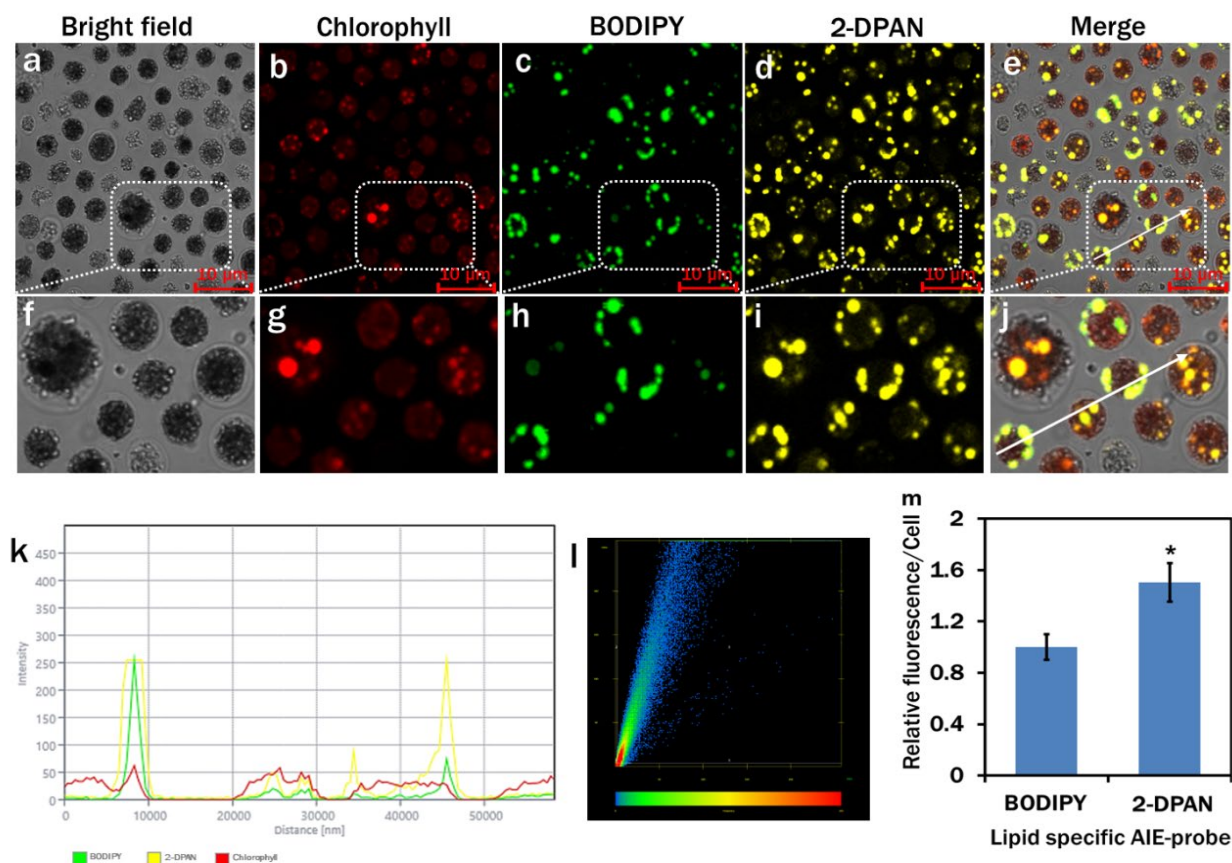 Bright field Chlorophyll BODIPY 2-DPAN Merge
a b c d e
10 µm 10 µm 10 µm 10 µm 10 µm
f g h i j
k
450
400
350
300
250
200
150
100
50
0
Intensity
0 10000 20000 30000 40000 50000
Distance [nm]
BODIPY 2-DPAN Chlorophyll
l
m
2
1.6
1.2
0.8
0.4
0
Relative fluorescence/Cell
*
BODIPY 2-DPAN
Lipid specific AIE-probe